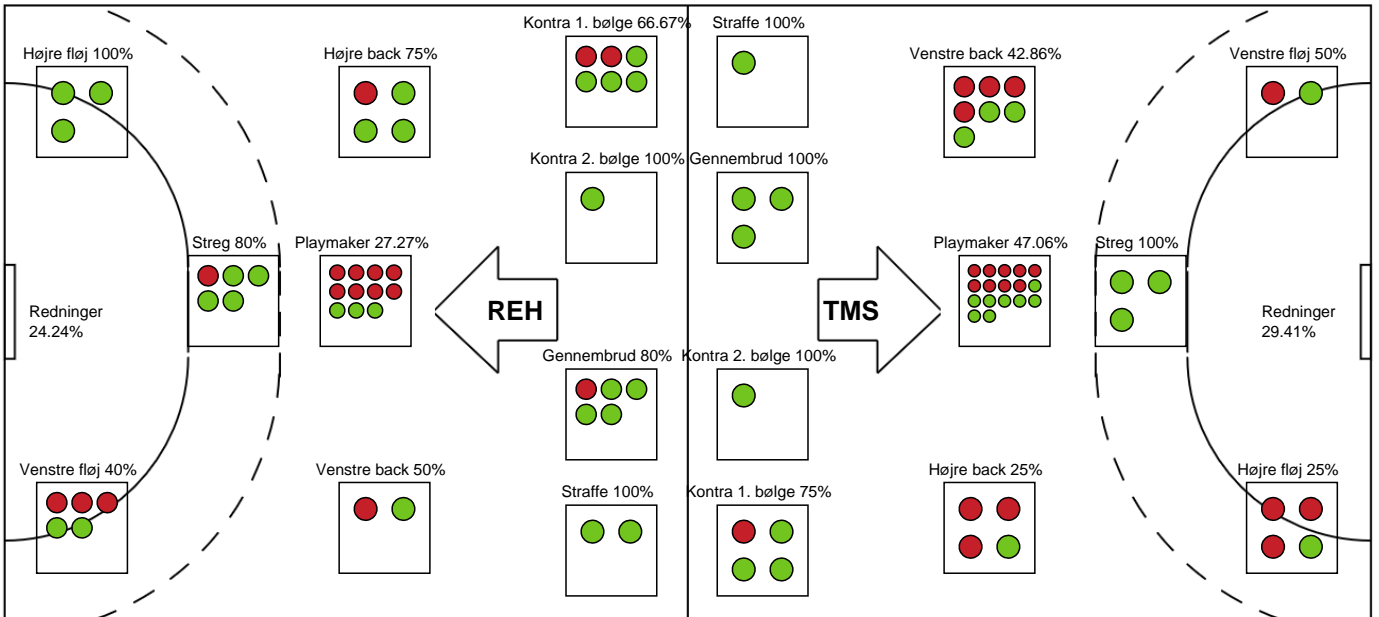 Kontra 1. bølge 66.67%
Straffe 100%
Højre fløj 100%
Højre back 75%
Venstre back 42.86%
Venstre fløj 50%
Kontra 2. bølge 100%
Gennembrud 100%
Streg 80%
Playmaker 27.27%
Playmaker 47.06%
Streg 100%
Redninger
24.24%
REH
TMS
Redninger
29.41%
Gennembrud 80%
Kontra 2. bølge 100%
Venstre fløj 40%
Venstre back 50%
Straffe 100%
Kontra 1. bølge 75%
Højre back 25%
Højre fløj 25%